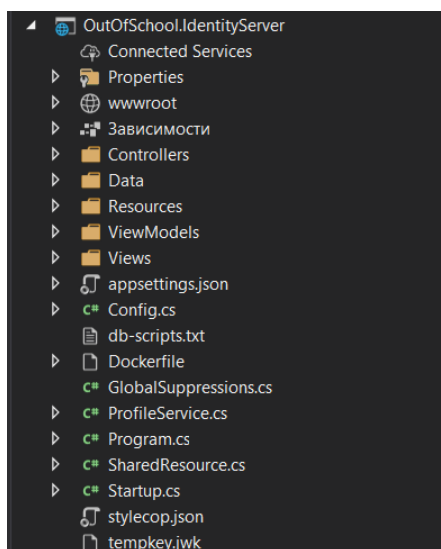 OutOfSchool.IdentityServer
Connected Services
Properties
wwwroot
Зависимости
Controllers
Data
Resources
ViewModels
Views
appsettings.json
C# Config.cs
db-scripts.txt
Dockerfile
C# GlobalSuppressions.cs
C# ProfileService.cs
C# Program.cs
C# SharedResource.cs
C# Startup.cs
stylecop.json
tempkey.jwk